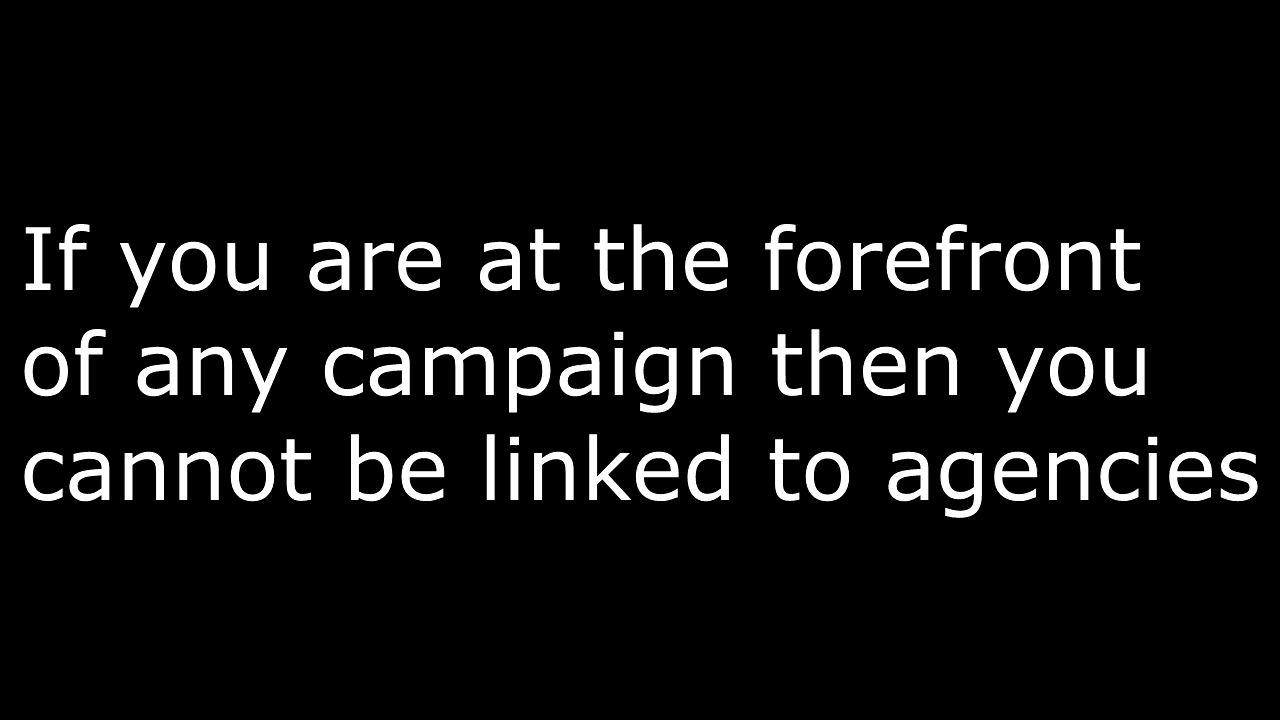 If you are at the forefront
of any campaign then you
cannot be linked to agencies